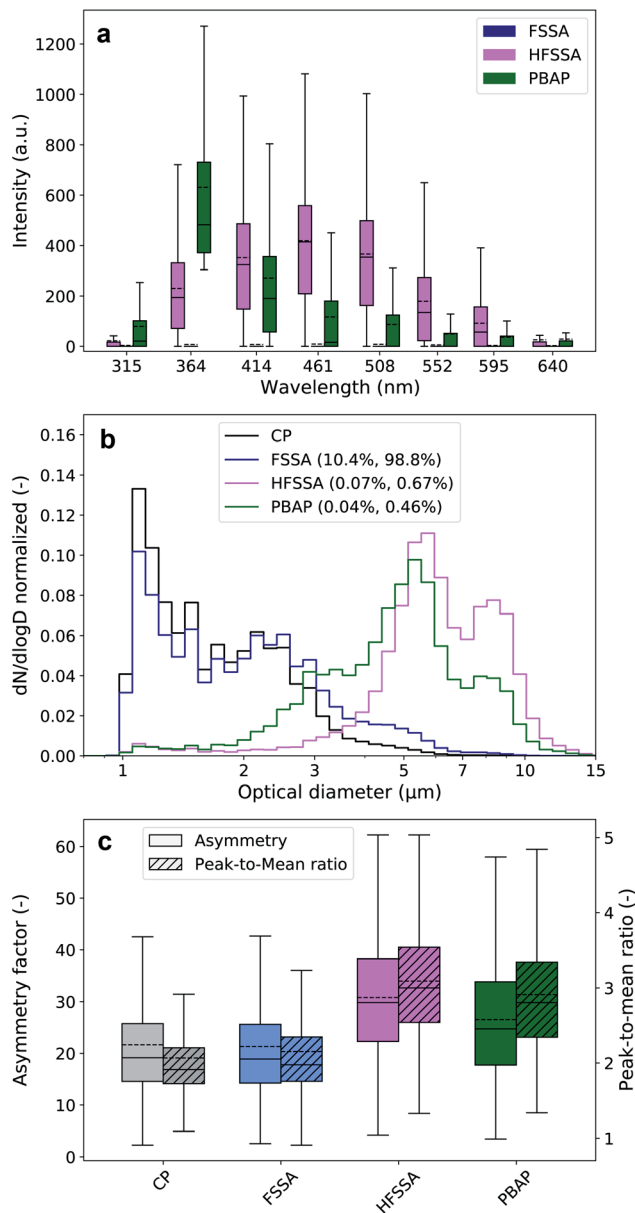 a
FSSA
HFSSA
PBAP
1200
1000
800
600
400
200
0
Intensity (a.u.)
315 364 414 461 508 552 595 640
Wavelength (nm)
b
CP
FSSA (10.4%, 98.8%)
HFSSA (0.07%, 0.67%)
PBAP (0.04%, 0.46%)
0.16
0.14
0.12
0.10
0.08
0.06
0.04
0.02
0.00
dN/dlogD normalized (-)
1 2 3 5 7 10 15
Optical diameter (μm)
c
Asymmetry
Peak-to-Mean ratio
60
50
40
30
20
10
0
Asymmetry factor (-)
5
4
3
2
1
Peak-to-Mean ratio (-)
CP FSSA HFSSA PBAP